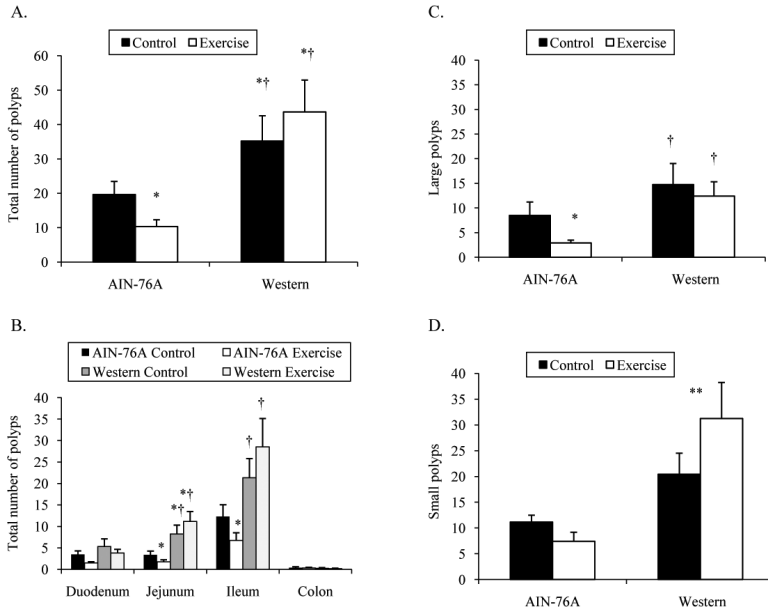 A.
Control Exercise
Total number of polyps
60
50
40
30
20
10
0
*
*†
*†
AIN-76A Western
B.
AIN-76A Control AIN-76A Exercise
Western Control Western Exercise
Total number of polyps
40
35
30
25
20
15
10
5
0
*
*†
*†
*
†
†
Duodenum Jejunum Ileum Colon
C.
Control Exercise
Large polyps
40
35
30
25
20
15
10
5
0
*
†
†
AIN-76A Western
D.
Control Exercise
Small polyps
40
35
30
25
20
15
10
5
0
**
AIN-76A Western